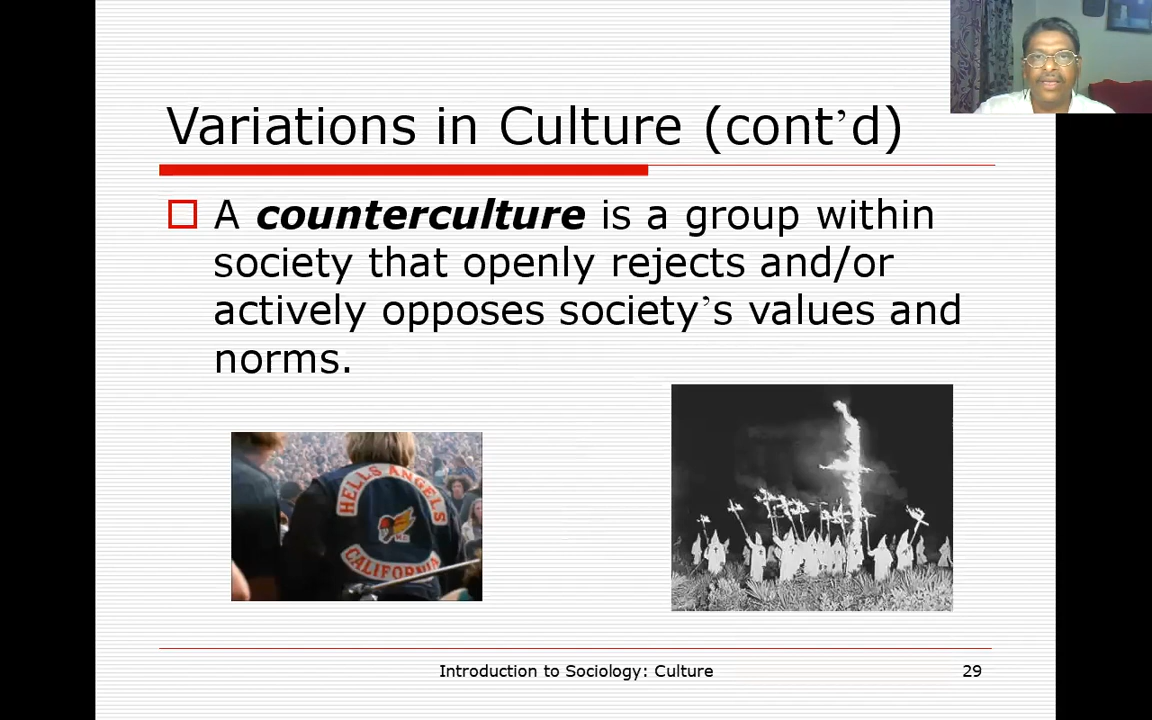 Variations in Culture (cont’d)
A counterculture is a group within
society that openly rejects and/or
actively opposes society’s values and
norms.
HELLS ANGELS
MC
CALIFORNIA
Introduction to Sociology: Culture
29